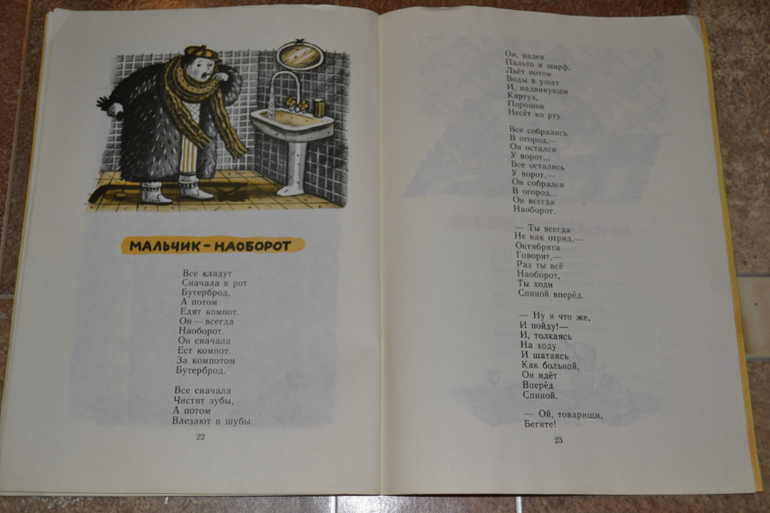 МАЛЬЧИК–НАОБОРОТ
Все кладут
Сначала в рот
Бутерброд,
А потом
Едят компот.
Он — всегда
Наоборот.
Он сначала
Ест компот.
За компотом
Бутерброд.
Все сначала
Чистят зубы,
А потом
Влезают в шубы.
22
Он, надев
Пальто и шарф,
Льёт потом
Воды в ушат
И, надвинувши
Картуз,
Порошок
Несёт ко рту.
Все собрались
В огород,—
Он остался
У ворот...
Все остались
У ворот,—
Он собрался
В огород...
Он всегда
Наоборот.
— Ты всегда
Не как отряд,—
Октябрята
Говорят,—
Раз ты всё
Наоборот,
Ты ходи
Спиной вперёд.
— Ну и что же,
И пойду!—
И, толкаясь
На ходу
И шатаясь
Как больной,
Он идёт
Вперёд
Спиной.
— Ой, товарищи,
Бегите!
23